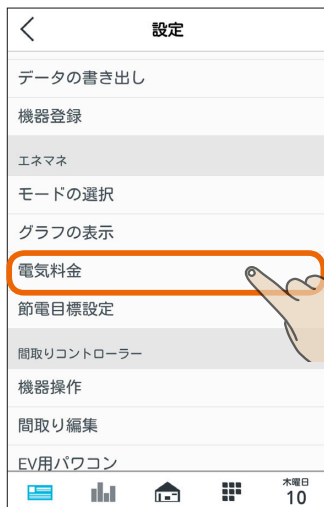 設定
データの書き出し
機器登録
エネマネ
モードの選択
グラフの表示
電気料金
節電目標設定
間取りコントローラー
機器操作
間取り編集
EV用パワコン
木曜日
10